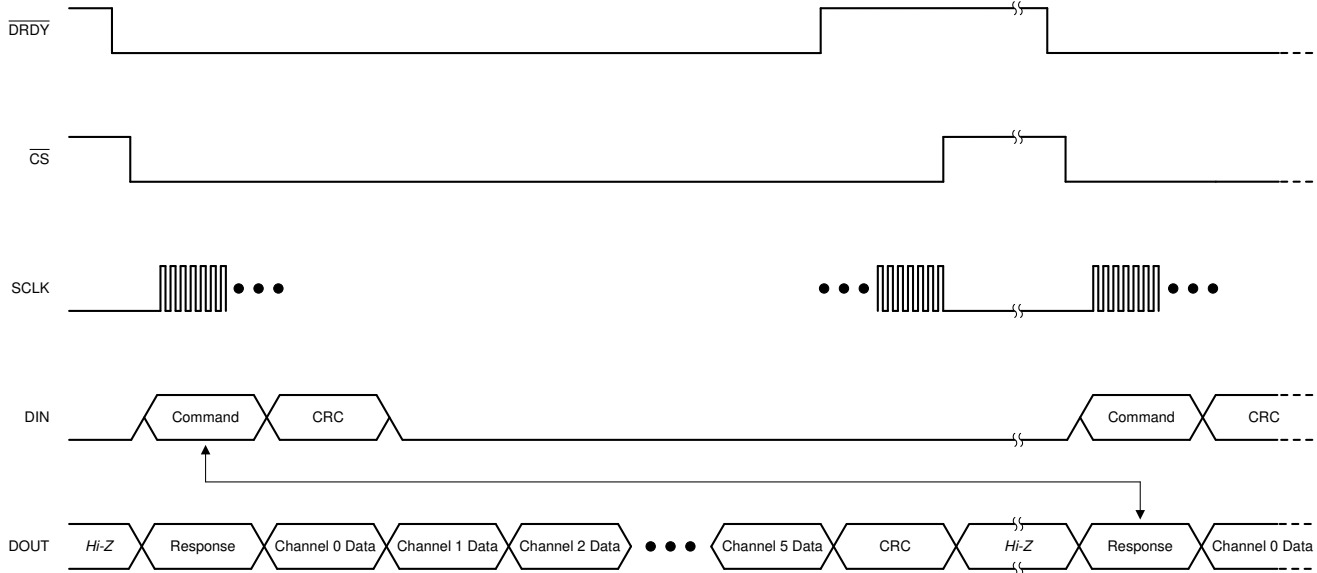 DRDY
CS
SCLK
DIN Command CRC Command CRC
DOUT Hi-Z Response Channel 0 Data Channel 1 Data Channel 2 Data Channel 5 Data CRC Hi-Z Response Channel 0 Data